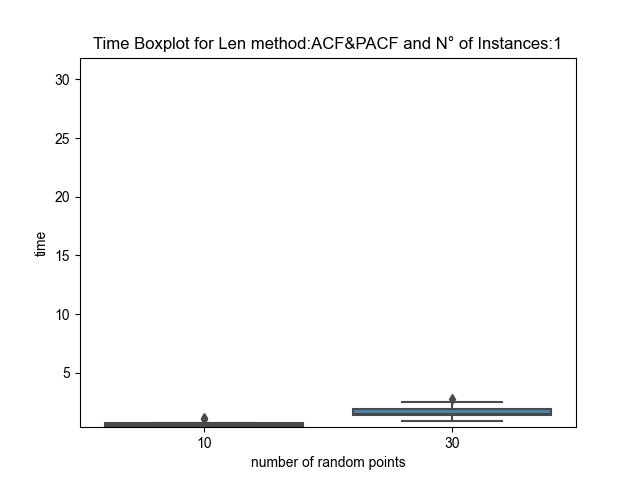 Time Boxplot for Len method:ACF&PACF and N° of Instances:1
30
25
20
15
10
5
time
10 30
number of random points